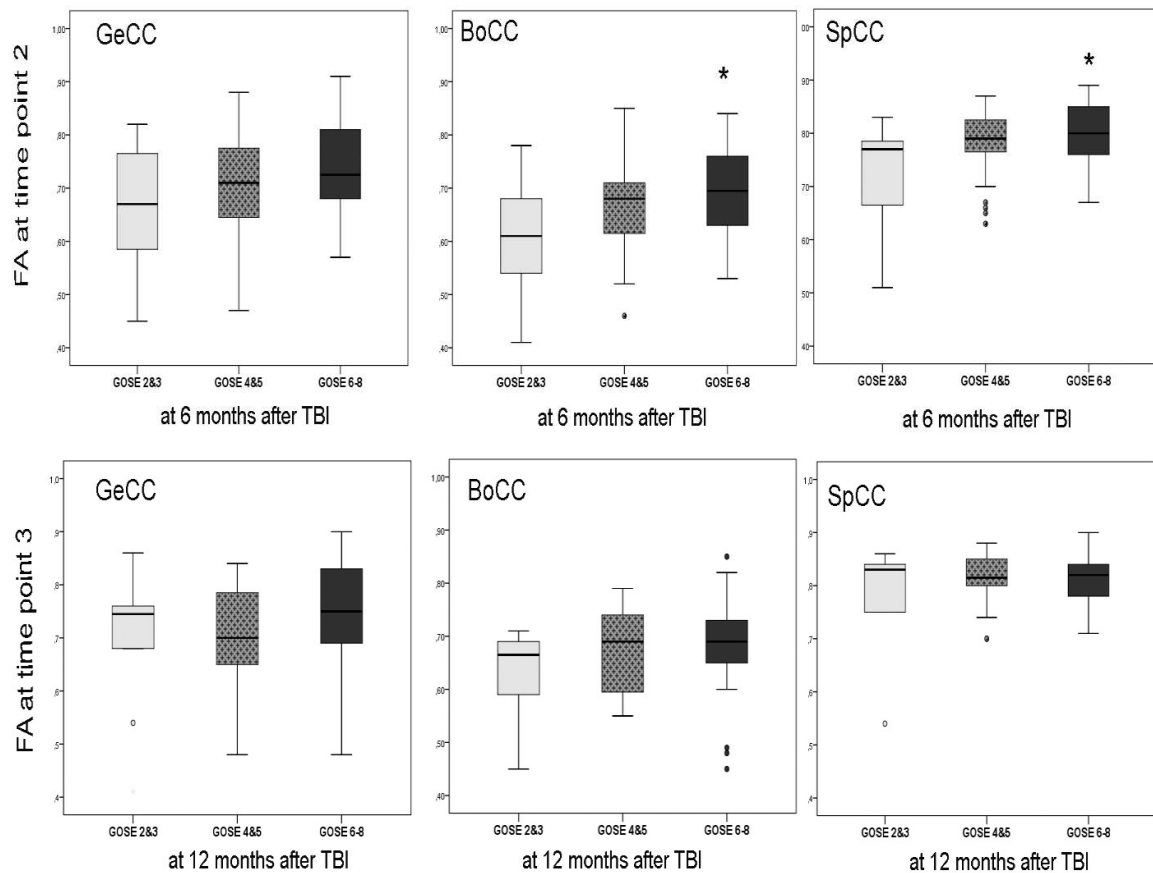 FA at time point 2
GeCC
1,00
,90
,80
,70
,60
,50
,40
GOSE 2&3 GOSE 4&5 GOSE 6-8
at 6 months after TBI
BoCC
*
1,00
,90
,80
,70
,60
,50
,40
GOSE 2&3 GOSE 4&5 GOSE 6-8
at 6 months after TBI
SpCC
*
00
90
80
70
60
50
40
GOSE 2&3 GOSE 4&5 GOSE 6-8
at 6 months after TBI
FA at time point 3
GeCC
1,0
,9
,8
,7
,6
,5
,4
GOSE 2&3 GOSE 4&5 GOSE 6-8
at 12 months after TBI
BoCC
1,00
,90
,80
,70
,60
,50
,40
GOSE 2&3 GOSE 4&5 GOSE 6-8
at 12 months after TBI
SpCC
1,0
,9
,8
,7
,6
,5
,4
GOSE 2&3 GOSE 4&5 GOSE 6-8
at 12 months after TBI